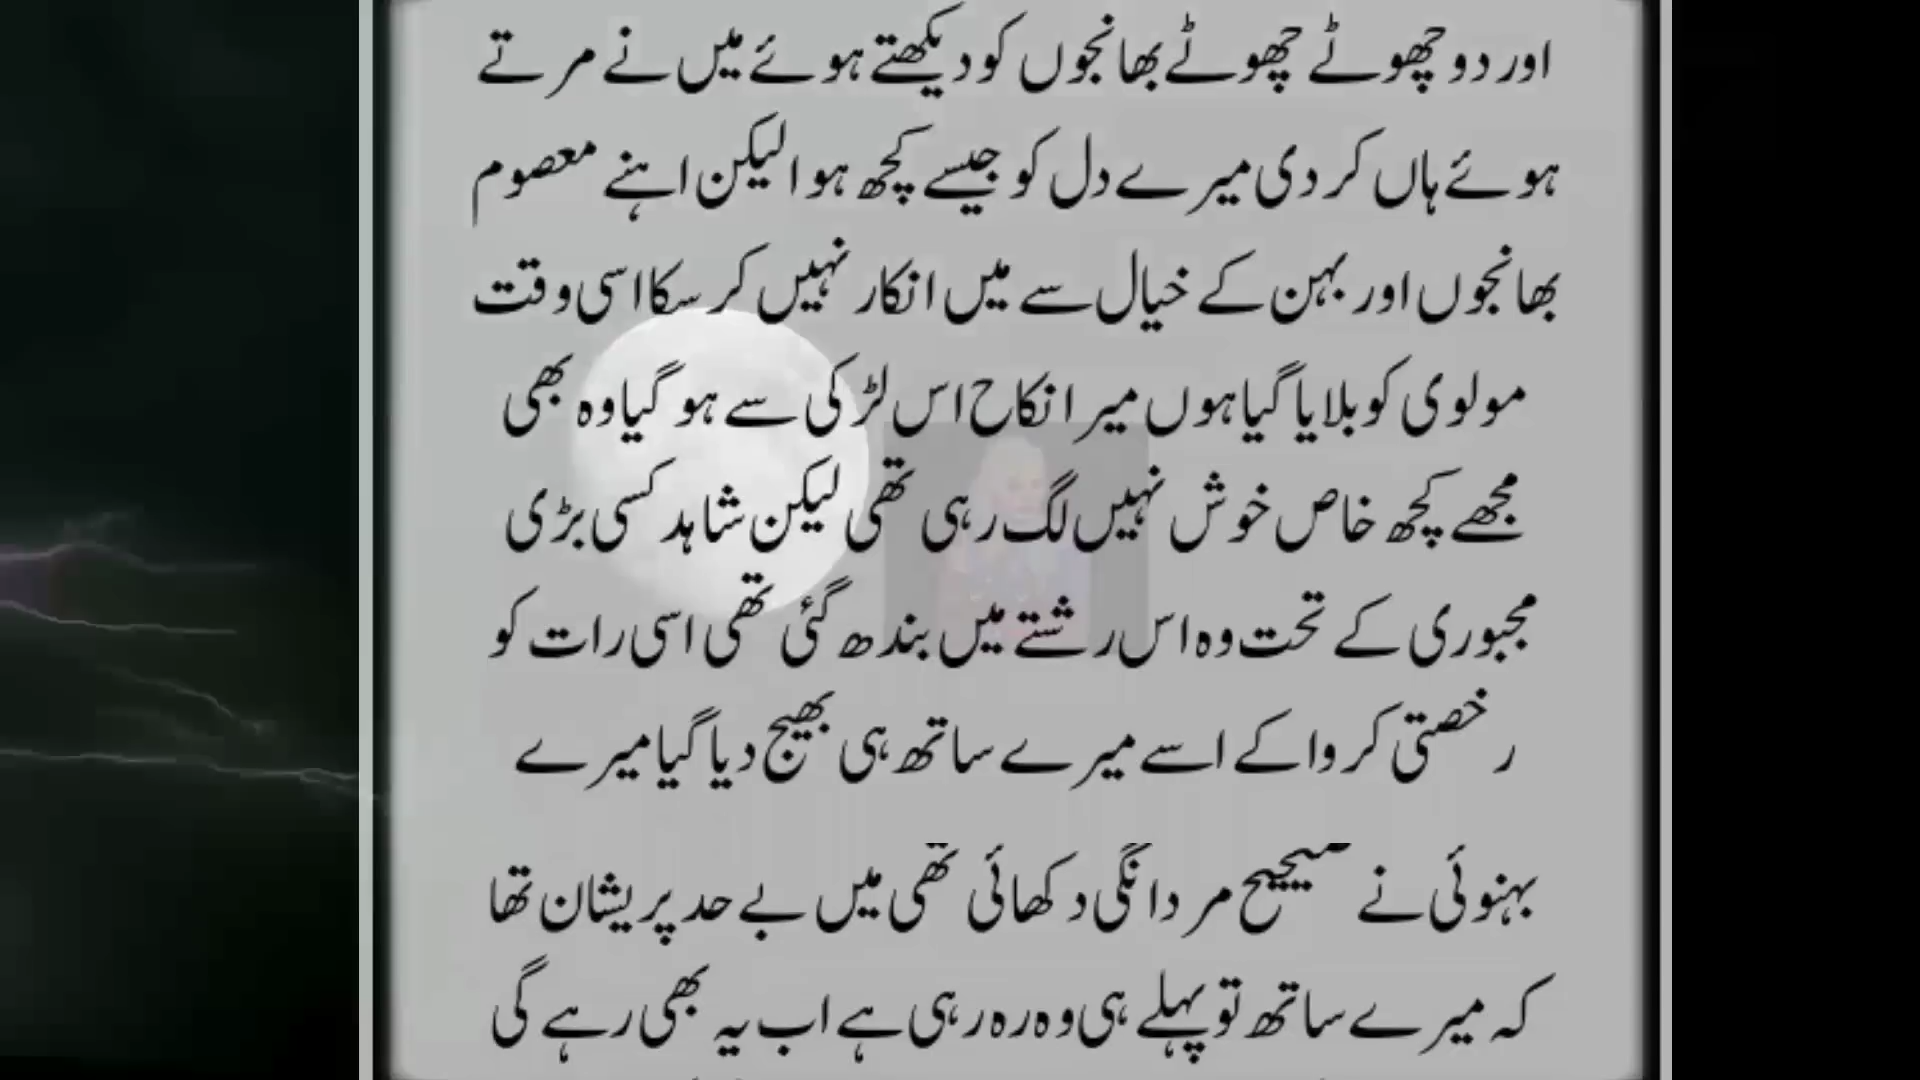 اور دو چھوٹے چھوٹے بھانجوں کو دیکھتے ہوئے میں نے مرتے
ہوئے ہاں کر دی میرے دل کو جیسے کچھ ہوا لیکن اپنے معصوم
بھانجوں اور بہن کے خیال سے میں انکار نہیں کر سکا اسی وقت
مولوی کو بلایا گیا ہوں میرا نکاح اس لڑکی سے ہو گیا وہ بھی
مجھے کچھ خاص خوش نہیں لگ رہی تھی لیکن شاہد کسی بڑی
مجبوری کے تحت وہ اس رشتے میں بندھ گئی تھی اسی رات کو
رخصتی کروا کے اسے میرے ساتھ ہی بھیج دیا گیا میرے
بہنوئی نے صحیح مردانگی دکھائی تھی میں بے حد پریشان تھا
کہ میرے ساتھ تو پہلے ہی وہ رہ رہی ہے اب یہ بھی رہے گی